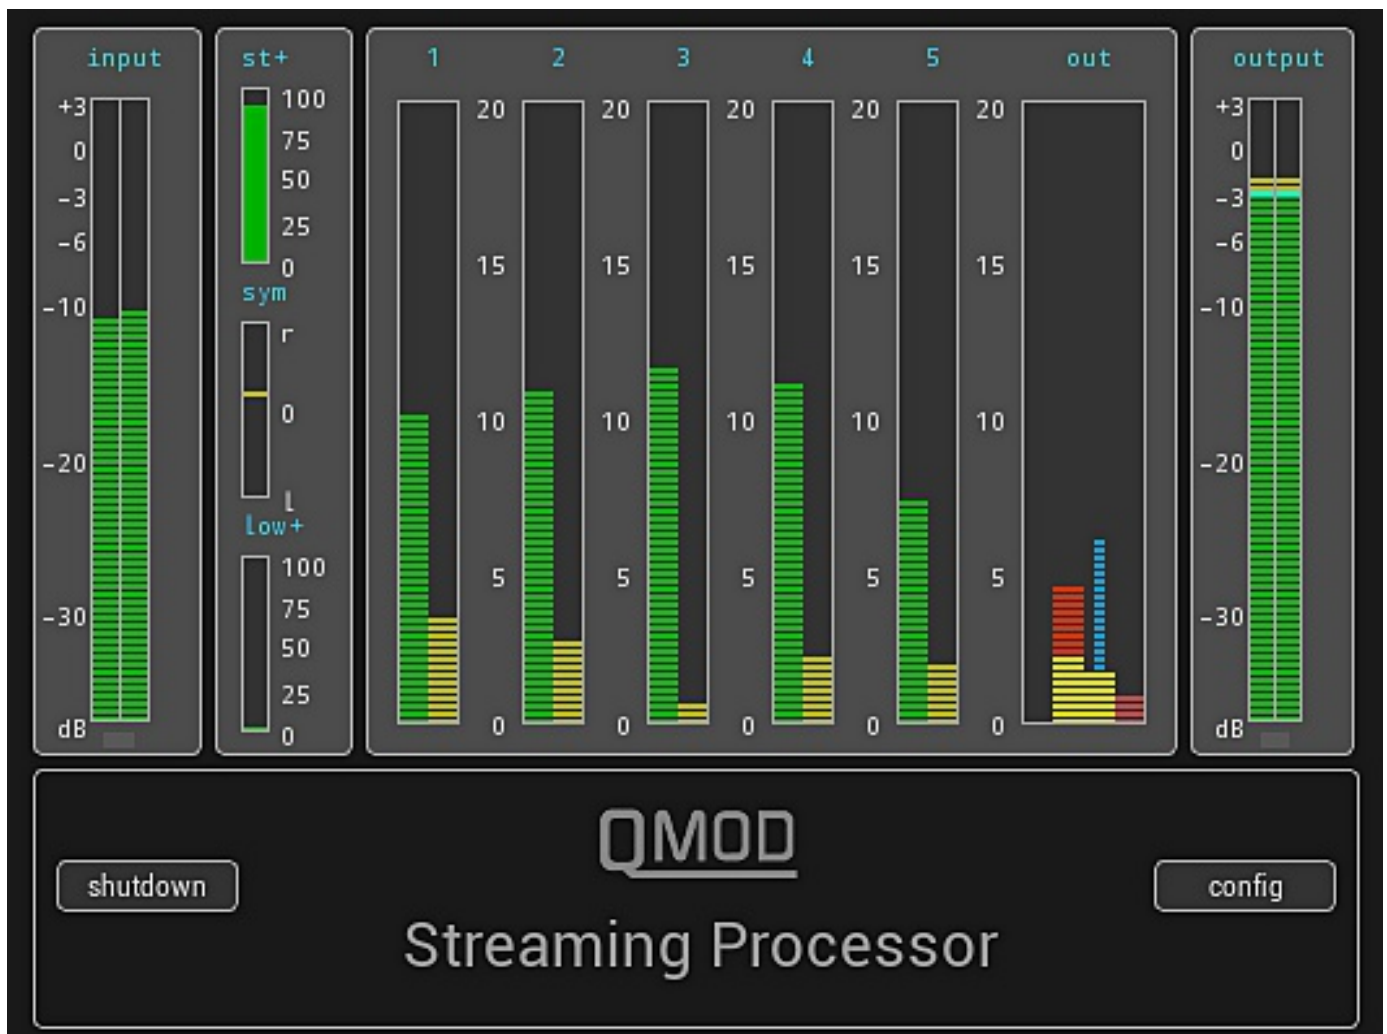 input
+3
0
-3
-6
-10
-20
-30
dB
st+
100
75
50
25
0
sym
r
0
l
low+
100
75
50
25
0
1 2 3 4 5 out
20 20 20 20 20
15 15 15 15 15
10 10 10 10 10
5 5 5 5 5
0 0 0 0 0
output
+3
0
-3
-6
-10
-20
-30
dB
QMOD
shutdown
config
Streaming Processor